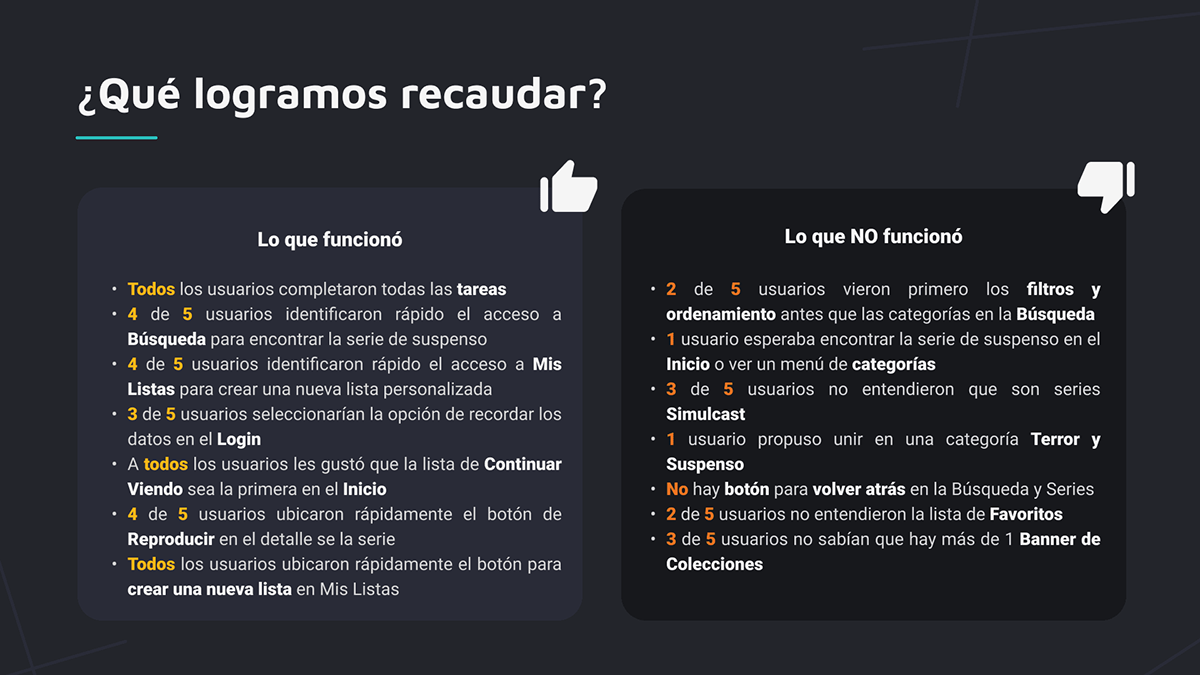 ¿Qué logramos recaudar?
Lo que funcionó
• Todos los usuarios completaron todas las tareas
• 4 de 5 usuarios identificaron rápido el acceso a
Búsqueda para encontrar la serie de suspenso
• 4 de 5 usuarios identificaron rápido el acceso a Mis
Listas para crear una nueva lista personalizada
• 3 de 5 usuarios seleccionarían la opción de recordar los
datos en el Login
• A todos los usuarios les gustó que la lista de Continuar
Viendo sea la primera en el Inicio
• 4 de 5 usuarios ubicaron rápidamente el botón de
Reproducir en el detalle se la serie
• Todos los usuarios ubicaron rápidamente el botón para
crear una nueva lista en Mis Listas
Lo que NO funcionó
• 2 de 5 usuarios vieron primero los filtros y
ordenamiento antes que las categorías en la Búsqueda
• 1 usuario esperaba encontrar la serie de suspenso en el
Inicio o ver un menú de categorías
• 3 de 5 usuarios no entendieron que son series
Simulcast
• 1 usuario propuso unir en una categoría Terror y
Suspenso
• No hay botón para volver atrás en la Búsqueda y Series
• 2 de 5 usuarios no entendieron la lista de Favoritos
• 3 de 5 usuarios no sabían que hay más de 1 Banner de
Colecciones